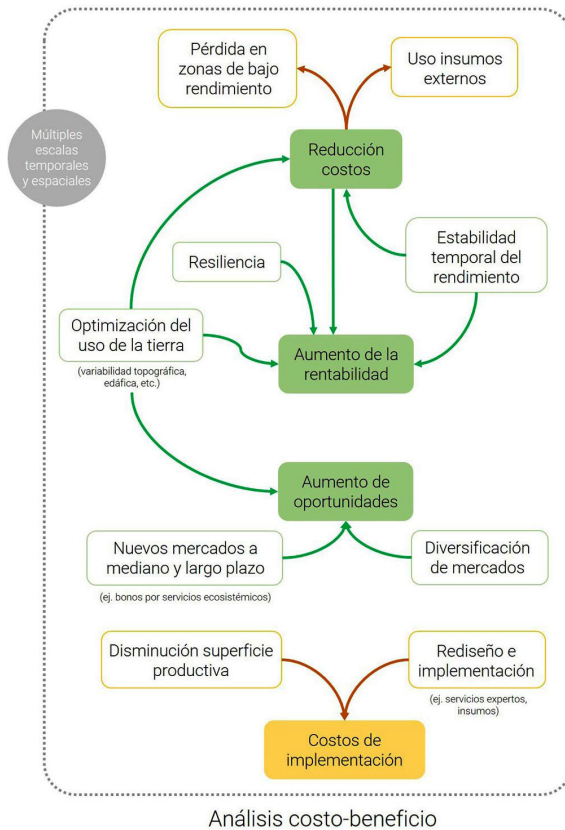 Pérdida en
zonas de bajo
rendimiento
Uso insumos
externos
Múltiples
escalas
temporales
y espaciales
Reducción
costos
Resiliencia
Estabilidad
temporal del
rendimiento
Optimización del
uso de la tierra
(variabilidad topográfica,
edáfica, etc.)
Aumento de la
rentabilidad
Aumento de
oportunidades
Nuevos mercados a
mediano y largo plazo
(ej. bonos por servicios ecosistémicos)
Diversificación
de mercados
Disminución superficie
productiva
Rediseño e
implementación
(ej. servicios expertos,
insumos)
Costos de
implementación
Análisis costo-beneficio